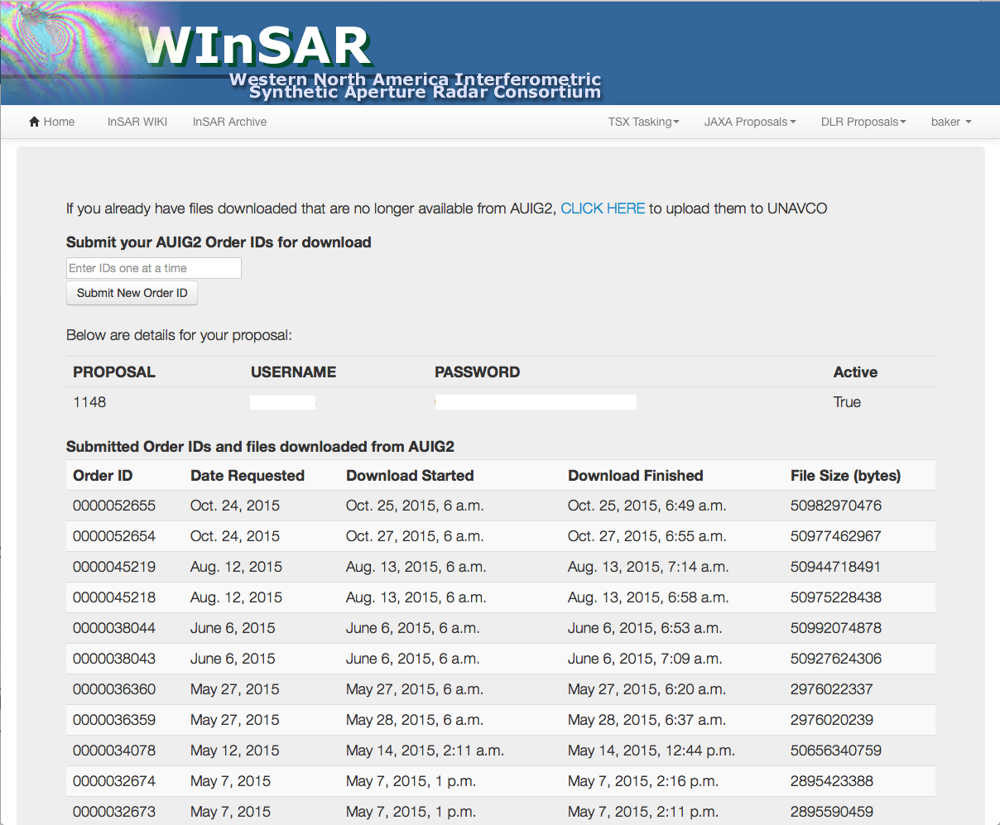 WInSAR
Western North America Interferometric
Synthetic Aperture Radar Consortium
Home InSAR WIKI InSAR Archive TSX Tasking JAXA Proposals DLR Proposals baker
If you already have files downloaded that are no longer available from AUIG2, CLICK HERE to upload them to UNAVCO
Submit your AUIG2 Order IDs for download
Enter IDs one at a time
Submit New Order ID
Below are details for your proposal:
PROPOSAL USERNAME PASSWORD Active
1148 True
Submitted Order IDs and files downloaded from AUIG2
Order ID Date Requested Download Started Download Finished File Size (bytes)
0000052655 Oct. 24, 2015 Oct. 25, 2015, 6 a.m. Oct. 25, 2015, 6:49 a.m. 50982970476
0000052654 Oct. 24, 2015 Oct. 27, 2015, 6 a.m. Oct. 27, 2015, 6:55 a.m. 50977462967
0000045219 Aug. 12, 2015 Aug. 13, 2015, 6 a.m. Aug. 13, 2015, 7:14 a.m. 50944718491
0000045218 Aug. 12, 2015 Aug. 13, 2015, 6 a.m. Aug. 13, 2015, 6:58 a.m. 50975228438
0000038044 June 6, 2015 June 6, 2015, 6 a.m. June 6, 2015, 6:53 a.m. 50992074878
0000038043 June 6, 2015 June 6, 2015, 6 a.m. June 6, 2015, 7:09 a.m. 50927624306
0000036360 May 27, 2015 May 27, 2015, 6 a.m. May 27, 2015, 6:20 a.m. 2976022337
0000036359 May 27, 2015 May 28, 2015, 6 a.m. May 28, 2015, 6:37 a.m. 2976020239
0000034078 May 12, 2015 May 14, 2015, 2:11 a.m. May 14, 2015, 12:44 p.m. 50656340759
0000032674 May 7, 2015 May 7, 2015, 1 p.m. May 7, 2015, 2:16 p.m. 2895423388
0000032673 May 7, 2015 May 7, 2015, 1 p.m. May 7, 2015, 2:11 p.m. 2895590459